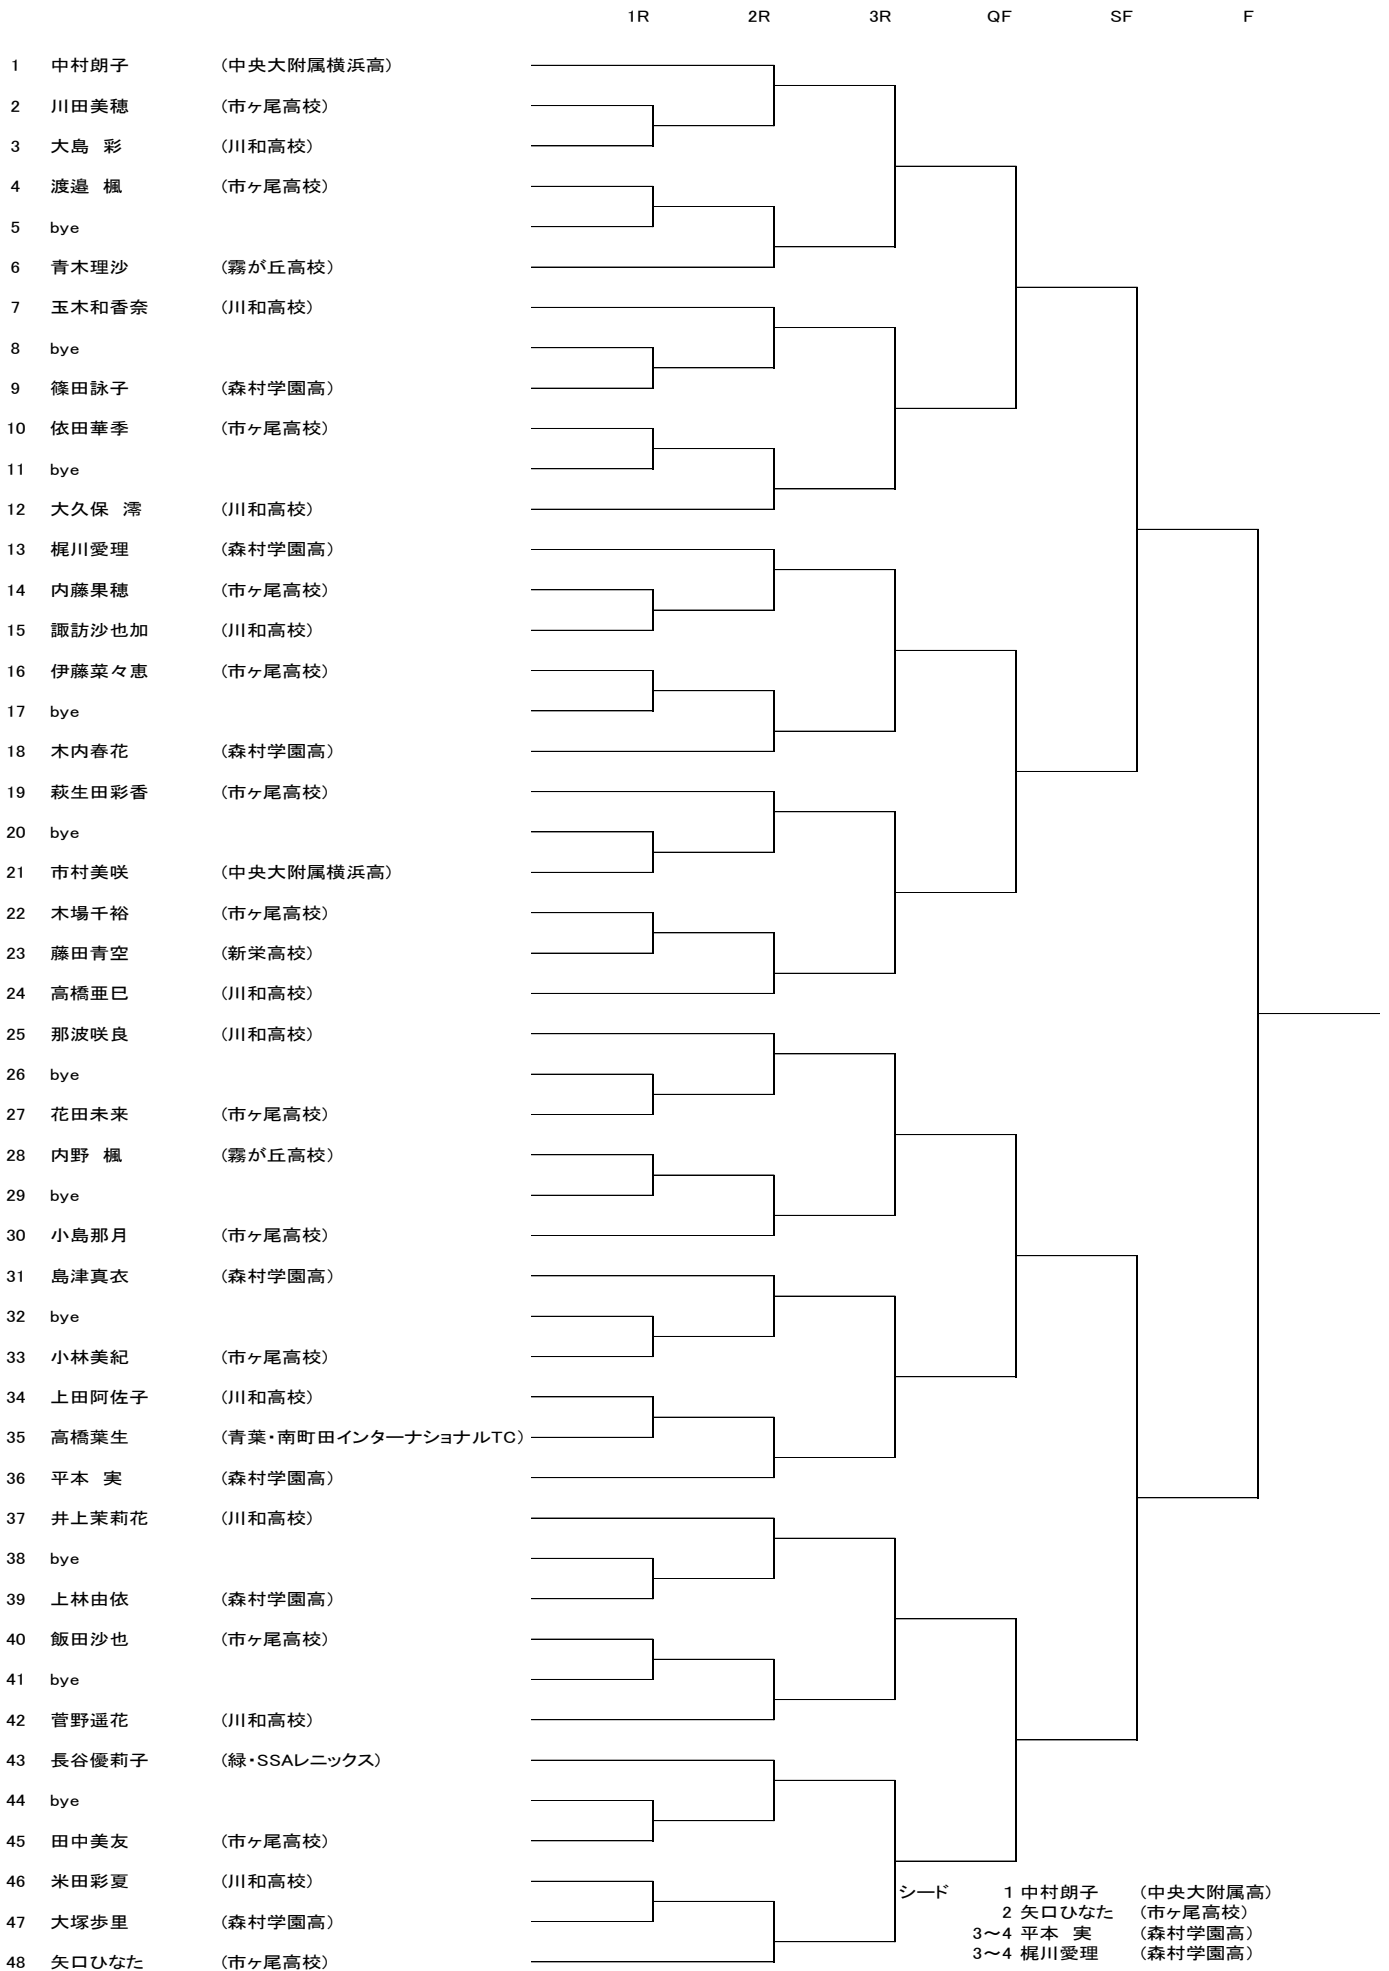 1R 2R 3R QF SF F
1 中村朗子 (中央大附属横浜高)
2 川田美穂 (市ヶ尾高校)
3 大島 彩 (川和高校)
4 渡邉 楓 (市ヶ尾高校)
5 bye
6 青木理沙 (霧が丘高校)
7 玉木和香奈 (川和高校)
8 bye
9 篠田詠子 (森村学園高)
10 依田華季 (市ヶ尾高校)
11 bye
12 大久保 澪 (川和高校)
13 梶川愛理 (森村学園高)
14 内藤果穂 (市ヶ尾高校)
15 諏訪沙也加 (川和高校)
16 伊藤菜々恵 (市ヶ尾高校)
17 bye
18 木内春花 (森村学園高)
19 萩生田彩香 (市ヶ尾高校)
20 bye
21 市村美咲 (中央大附属横浜高)
22 木場千裕 (市ヶ尾高校)
23 藤田青空 (新栄高校)
24 高橋亜巳 (川和高校)
25 那波咲良 (川和高校)
26 bye
27 花田未来 (市ヶ尾高校)
28 内野 楓 (霧が丘高校)
29 bye
30 小島那月 (市ヶ尾高校)
31 島津真衣 (森村学園高)
32 bye
33 小林美紀 (市ヶ尾高校)
34 上田阿佐子 (川和高校)
35 高橋葉生 (青葉・南町田インターナショナルTC)
36 平本 実 (森村学園高)
37 井上茉莉花 (川和高校)
38 bye
39 上林由依 (森村学園高)
40 飯田沙也 (市ヶ尾高校)
41 bye
42 菅野遥花 (川和高校)
43 長谷優莉子 (緑・SSAレニックス)
44 bye
45 田中美友 (市ヶ尾高校)
46 米田彩夏 (川和高校)
47 大塚歩里 (森村学園高)
48 矢口ひなた (市ヶ尾高校)
シード 1 中村朗子 (中央大附属高)
2 矢口ひなた (市ヶ尾高校)
3～4 平本 実 (森村学園高)
3～4 梶川愛理 (森村学園高)